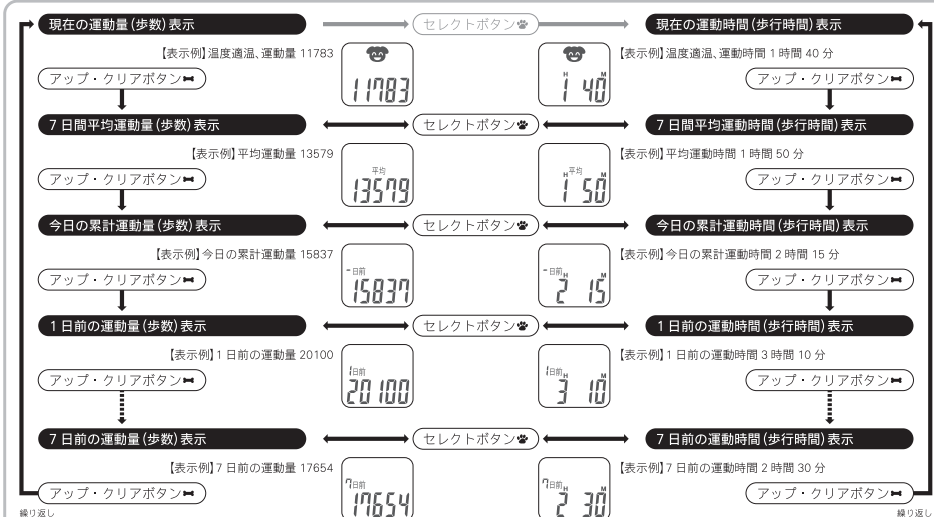 現在の運動量(歩数)表示 セレクトボタン 現在の運動時間(歩行時間)表示
【表示例】温度適温、運動量 11783 【表示例】温度適温、運動時間 1 時間 40 分
11783
H 1 M 40
アップ・クリアボタン アップ・クリアボタン
7 日間平均運動量(歩数)表示 セレクトボタン 7 日間平均運動時間(歩行時間)表示
【表示例】平均運動量 13579 【表示例】平均運動時間 1 時間 50 分
平均 13579
H 平均 M 1 50
アップ・クリアボタン アップ・クリアボタン
今日の累計運動量(歩数)表示 セレクトボタン 今日の累計運動時間(歩行時間)表示
【表示例】今日の累計運動量 15837 【表示例】今日の累計運動時間 2 時間 15 分
-日前 15837
-日前 H M 2 15
アップ・クリアボタン アップ・クリアボタン
1 日前の運動量(歩数)表示 セレクトボタン 1 日前の運動時間(歩行時間)表示
【表示例】1 日前の運動量 20100 【表示例】1 日前の運動時間 3 時間 10 分
1日前 20100
1日前 H M 3 10
アップ・クリアボタン アップ・クリアボタン
7 日前の運動量(歩数)表示 セレクトボタン 7 日前の運動時間(歩行時間)表示
【表示例】7 日前の運動量 17654 【表示例】7 日前の運動時間 2 時間 30 分
7日前 17654
7日前 H M 2 30
アップ・クリアボタン アップ・クリアボタン
繰り返し 繰り返し